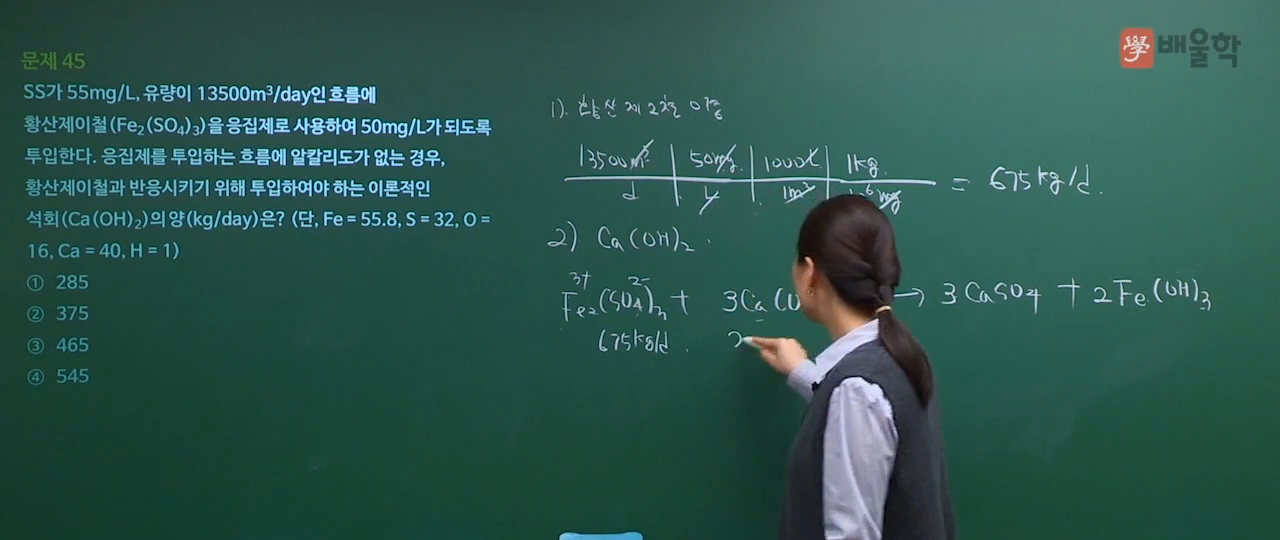 學 배울학
문제 45
SS가 55mg/L, 유량이 13500m³/day인 흐름에
황산제이철(Fe₂(SO₄)₃)을 응집제로 사용하여 50mg/L가 되도록
투입한다. 응집제를 투입하는 흐름에 알칼리도가 없는 경우,
황산제이철과 반응시키기 위해 투입하여야 하는 이론적인
석회(Ca(OH)₂)의 양(kg/day)은? (단, Fe = 55.8, S = 32, O =
16, Ca = 40, H = 1)
① 285
② 375
③ 465
④ 545
1). 황산제2철
13500m³ | 50mg | 1000L | 1kg
d | L | 1m³ | mg = 675kg/d.
2) Ca(OH)₂
3+ 2-
Fe₂(SO₄)₃ + 3Ca(O → 3CaSO₄ + 2Fe(OH)₃
675kg/d.